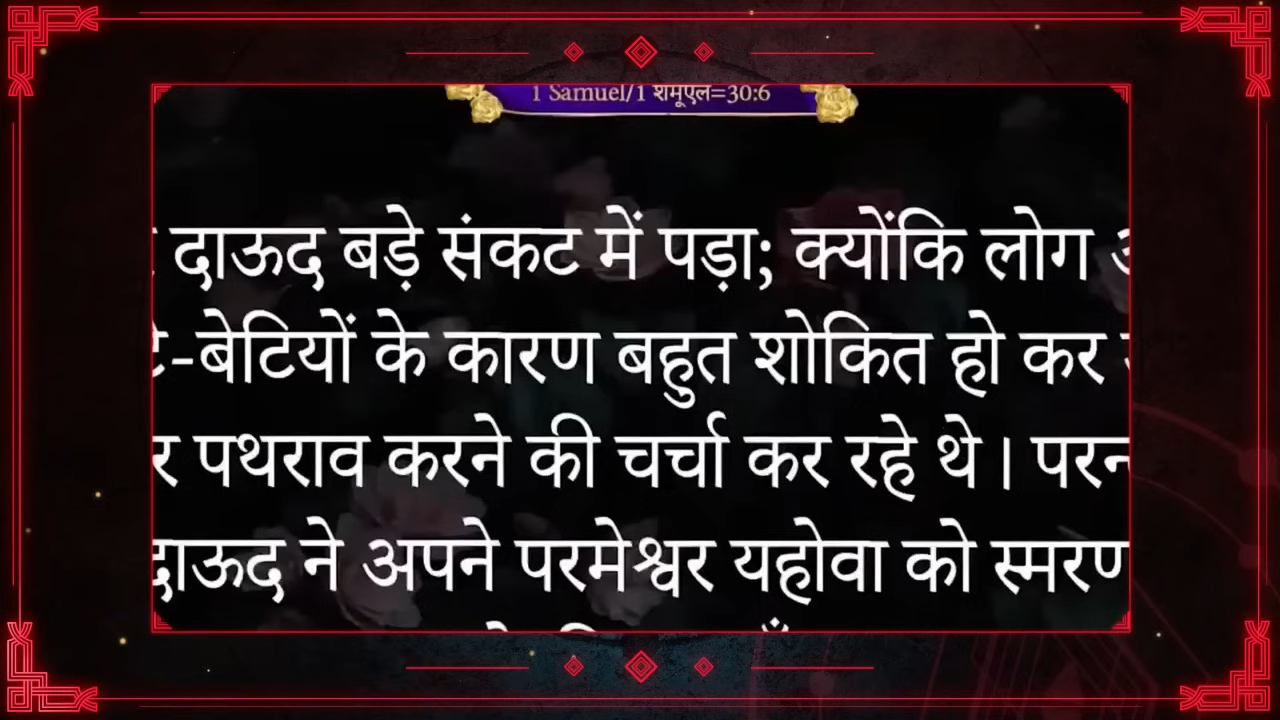 1 Samuel/1 शमूएल=30:6
दाऊद बड़े संकट में पड़ा; क्योंकि लोग
-बेटियों के कारण बहुत शोकित हो कर
पथराव करने की चर्चा कर रहे थे।
दाऊद ने अपने परमेश्वर यहोवा को स्मरण